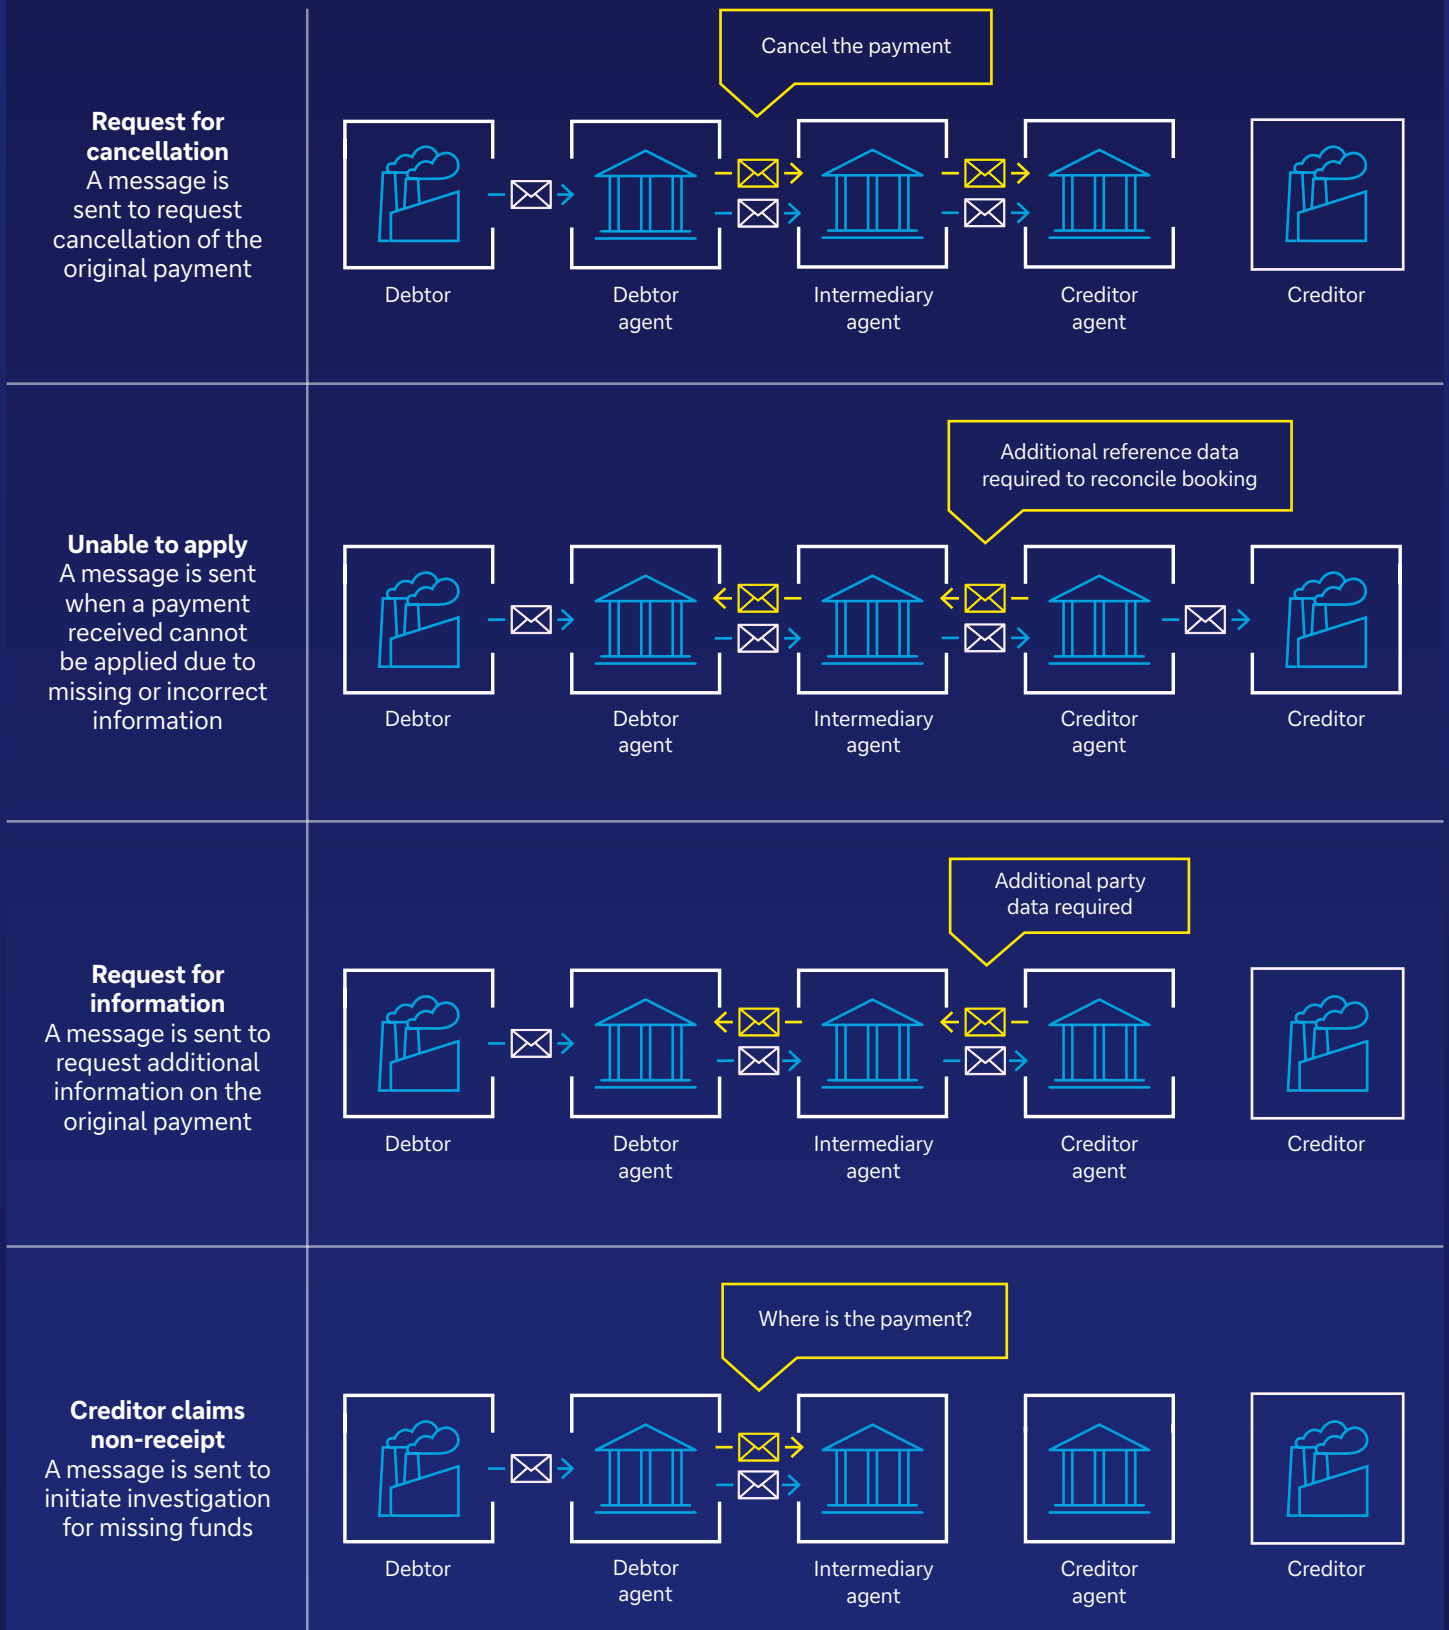 Request for
cancellation
A message is
sent to request
cancellation of the
original payment
Cancel the payment
Debtor
Debtor
agent
Intermediary
agent
Creditor
agent
Creditor
Unable to apply
A message is sent
when a payment
received cannot
be applied due to
missing or incorrect
information
Additional reference data
required to reconcile booking
Debtor
Debtor
agent
Intermediary
agent
Creditor
agent
Creditor
Request for
information
A message is sent to
request additional
information on the
original payment
Additional party
data required
Debtor
Debtor
agent
Intermediary
agent
Creditor
agent
Creditor
Creditor claims
non-receipt
A message is sent to
initiate investigation
for missing funds
Where is the payment?
Debtor
Debtor
agent
Intermediary
agent
Creditor
agent
Creditor